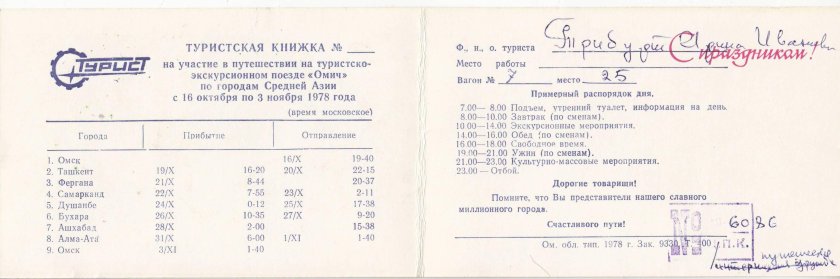 ТУРИСТ
ТУРИСТСКАЯ КНИЖКА № ____
на участие в путешествии на туристско-
экскурсионном поезде «Омич»
по городам Средней Азии
с 16 октября по 3 ноября 1978 года
(время московское)
Города Прибытие Отправление
1. Омск 16/X 19-40
2. Ташкент 19/X 16-20 20/X 22-15
3. Фергана 21/X 8-44 20-37
4. Самарканд 22/X 7-55 23/X 2-11
5. Душанбе 24/X 0-12 25/X 17-38
6. Бухара 26/X 10-35 27/X 9-20
7. Ашхабад 28/X 2-00 15-38
8. Алма-Ата 31/X 6-00 1/XI 1-40
9. Омск 3/XI 1-40
Ф., и., о. туриста Ивановн
С праздником!
Место работы
Вагон № 7 место 25
Примерный распорядок дня.
7.00— 8.00 Подъем, утренний туалет, информация на день.
8.00—10.00 Завтрак (по сменам).
10.00—14.00 Экскурсионные мероприятия.
14.00—16.00 Обед (по сменам).
16.00—18.00 Свободное время.
19.00—21.00 Ужин (по сменам).
21.00—23.00 Культурно-массовые мероприятия.
23.00 — Отбой.
Дорогие товарищи!
Помните, что Вы представители нашего славного
миллионного города.
Счастливого пути!
6086
Ом. обл. тип. 1978 г. Зак. 9330. Т. 400
П.К.